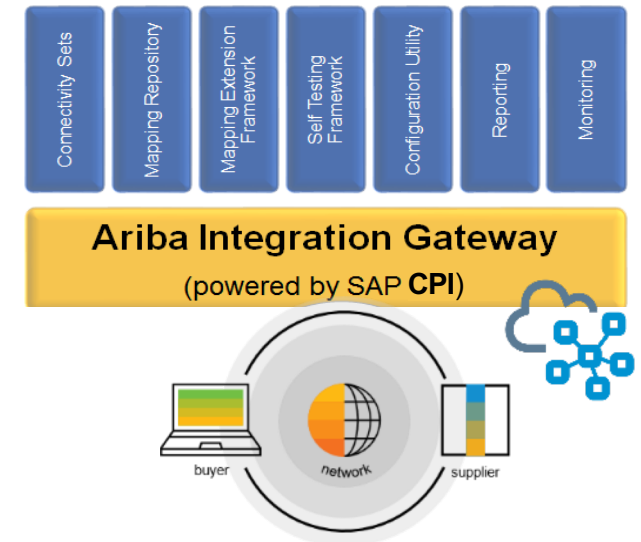 Connectivity Sets
Mapping Repository
Mapping Extension
Framework
Self Testing
Framework
Configuration Utility
Reporting
Monitoring
Ariba Integration Gateway
(powered by SAP CPI)
buyer
network
supplier